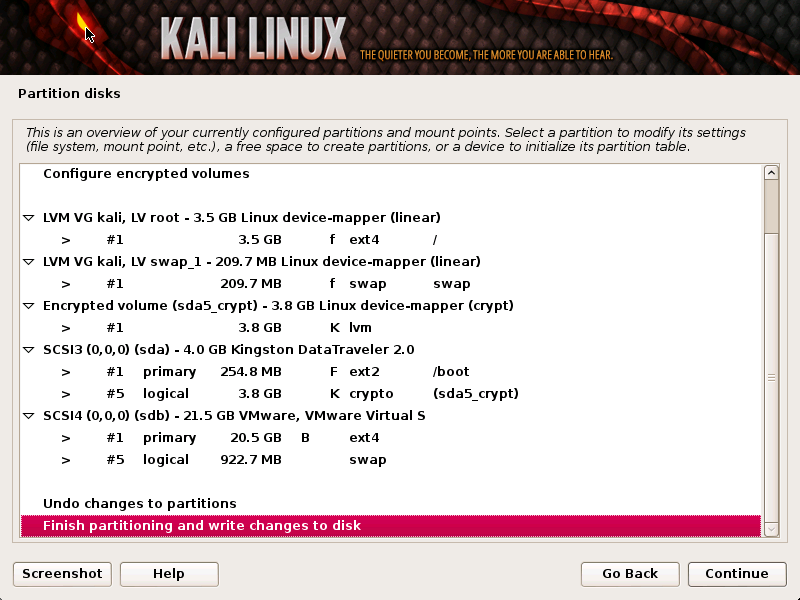 KALI LINUX THE QUIETER YOU BECOME, THE MORE YOU ARE ABLE TO HEAR.
Partition disks
This is an overview of your currently configured partitions and mount points. Select a partition to modify its settings
(file system, mount point, etc.), a free space to create partitions, or a device to initialize its partition table.
Configure encrypted volumes
LVM VG kali, LV root - 3.5 GB Linux device-mapper (linear)
> #1 3.5 GB f ext4 /
LVM VG kali, LV swap_1 - 209.7 MB Linux device-mapper (linear)
> #1 209.7 MB f swap swap
Encrypted volume (sda5_crypt) - 3.8 GB Linux device-mapper (crypt)
> #1 3.8 GB K lvm
SCSI3 (0,0,0) (sda) - 4.0 GB Kingston DataTraveler 2.0
> #1 primary 254.8 MB F ext2 /boot
> #5 logical 3.8 GB K crypto (sda5_crypt)
SCSI4 (0,0,0) (sdb) - 21.5 GB VMware, VMware Virtual S
> #1 primary 20.5 GB B ext4
> #5 logical 922.7 MB swap
Undo changes to partitions
Finish partitioning and write changes to disk
Screenshot Help Go Back Continue